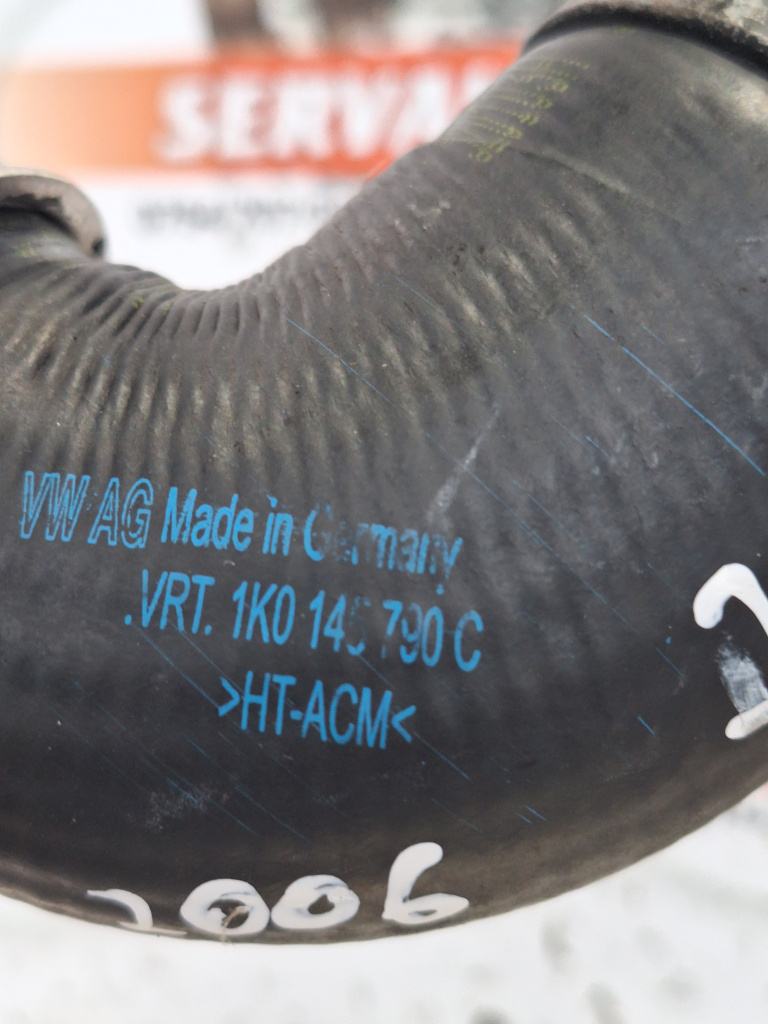 SERVA
VW AG Made in Germany
.VRT. 1K0 145 790 C
>HT-ACM<
2006